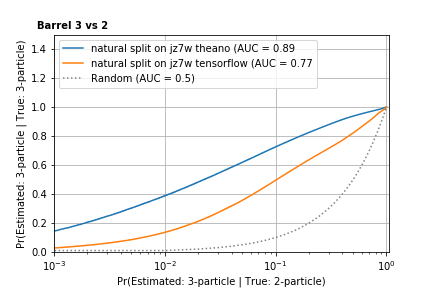 Barrel 3 vs 2
natural split on jz7w theano (AUC = 0.89
natural split on jz7w tensorflow (AUC = 0.77
Random (AUC = 0.5)
Pr(Estimated: 3-particle | True: 3-particle)
1.4
1.2
1.0
0.8
0.6
0.4
0.2
0.0
10⁻³
10⁻²
10⁻¹
10⁰
Pr(Estimated: 3-particle | True: 2-particle)